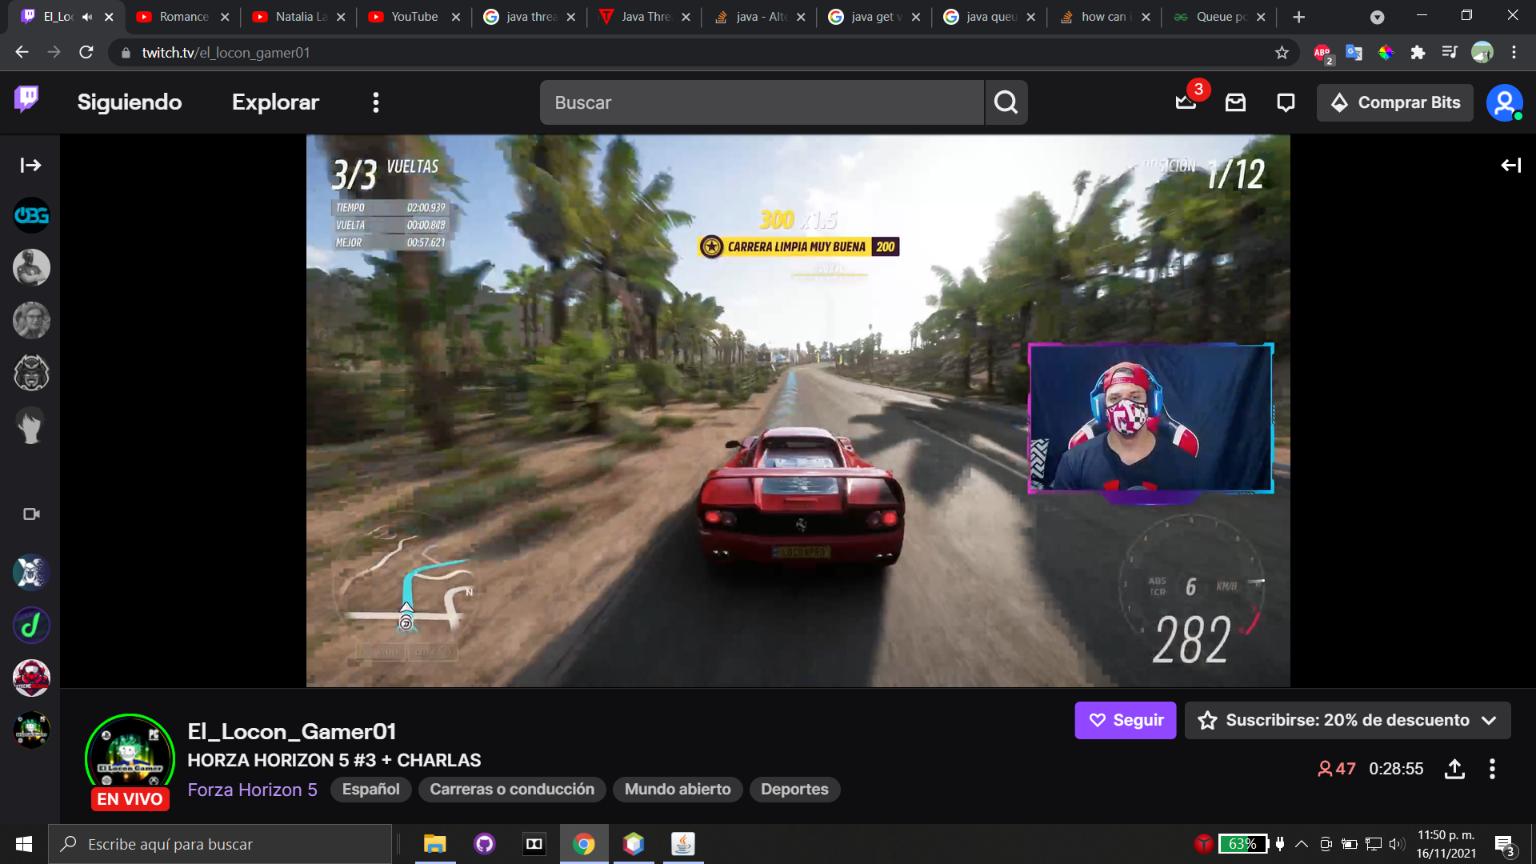 El_Loc
Romance
Natalia La
YouTube
java threa
Java Thre
java - Alte
java get v
java queu
how can i
Queue po
twitch.tv/el_locon_gamer01
Siguiendo
Explorar
Buscar
3
Comprar Bits
3/3 VUELTAS
POSICIÓN 1/12
TIEMPO 02:00.939
VUELTA 00:00.848
MEJOR 00:57.621
300 x1.5
CARRERA LIMPIA MUY BUENA 200
N
ABS
TCR
6
KM/H
282
El_Locon_Gamer01
HORZA HORIZON 5 #3 + CHARLAS
Forza Horizon 5
Español
Carreras o conducción
Mundo abierto
Deportes
EN VIVO
Seguir
Suscribirse: 20% de descuento
47
0:28:55
Escribe aquí para buscar
63%
11:50 p. m.
16/11/2021
3